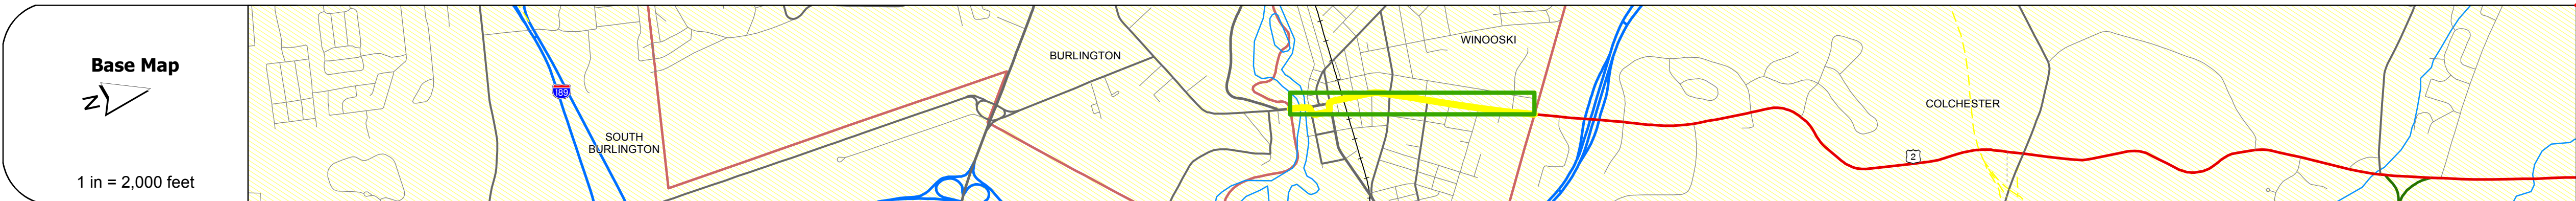 Base Map
N
1 in = 2,000 feet
189
SOUTH
BURLINGTON
BURLINGTON
WINOOSKI
COLCHESTER
2